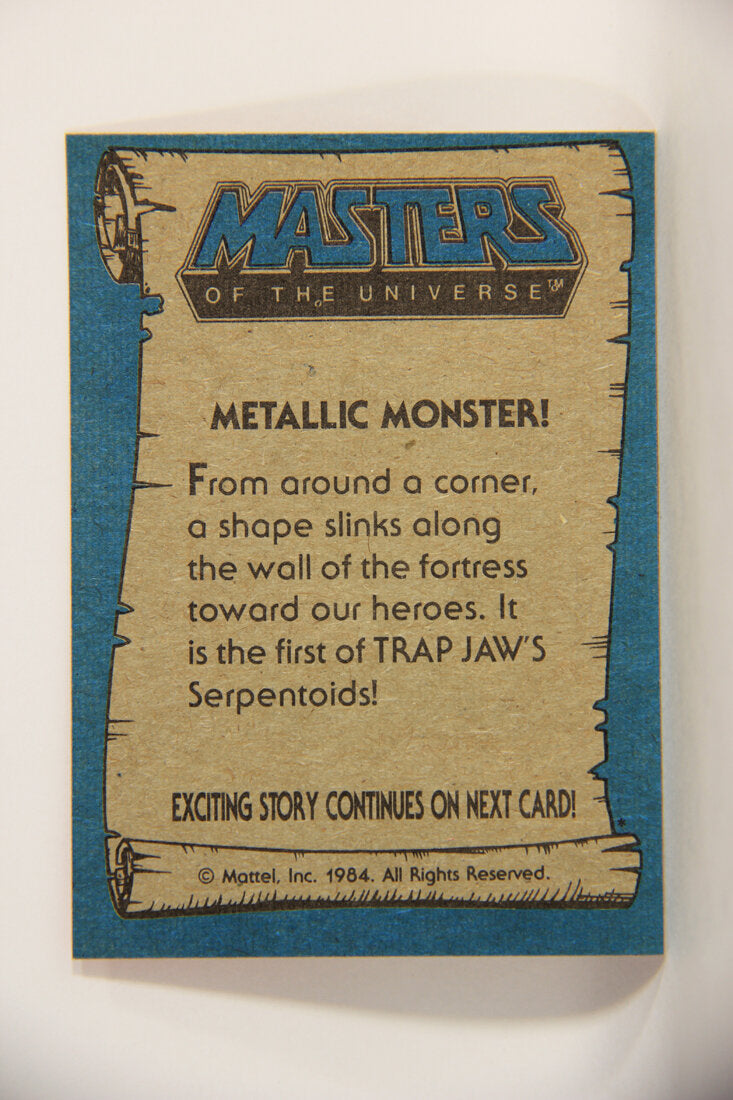 MASTERS
OF THE UNIVERSE™
METALLIC MONSTER!
From around a corner,
a shape slinks along
the wall of the fortress
toward our heroes. It
is the first of TRAP JAW'S
Serpentoids!
EXCITING STORY CONTINUES ON NEXT CARD!
*
© Mattel, Inc. 1984. All Rights Reserved.